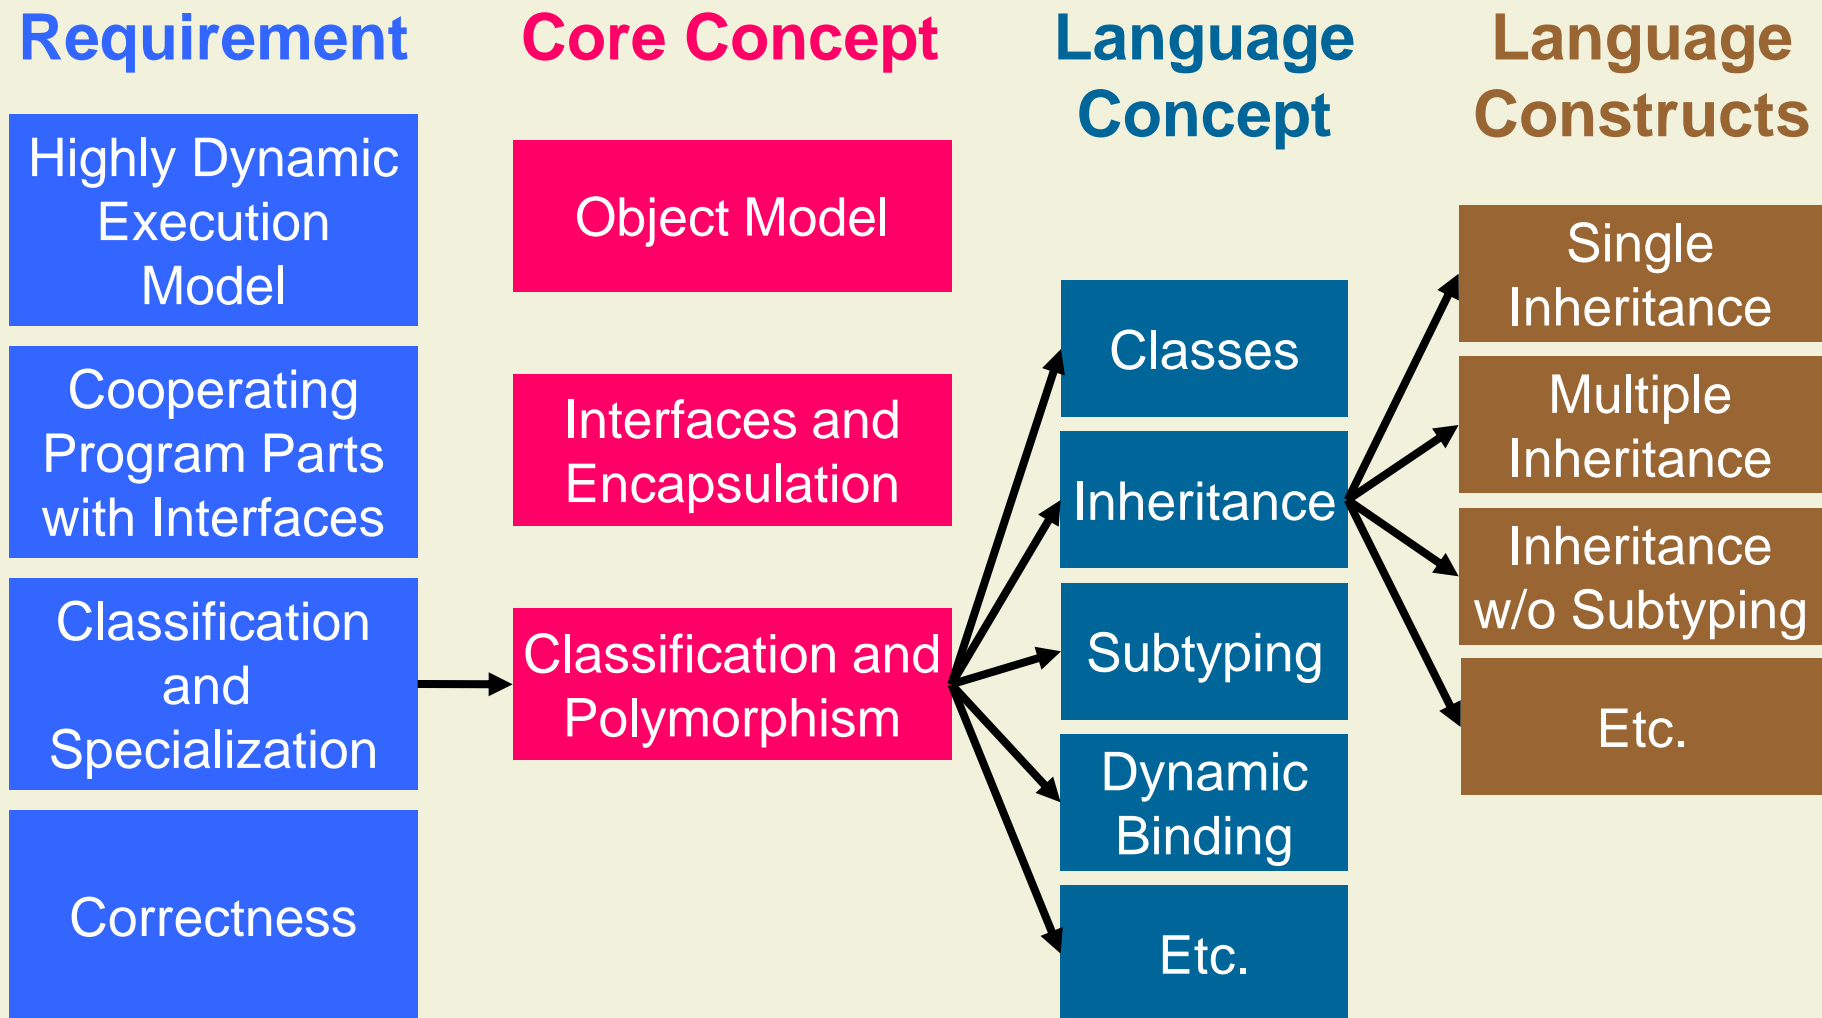 Requirement
Core Concept
Language
Concept
Language
Constructs
Highly Dynamic
Execution
Model
Cooperating
Program Parts
with Interfaces
Classification
and
Specialization
Correctness
Object Model
Interfaces and
Encapsulation
Classification and
Polymorphism
Classes
Inheritance
Subtyping
Dynamic
Binding
Etc.
Single
Inheritance
Multiple
Inheritance
Inheritance
w/o Subtyping
Etc.